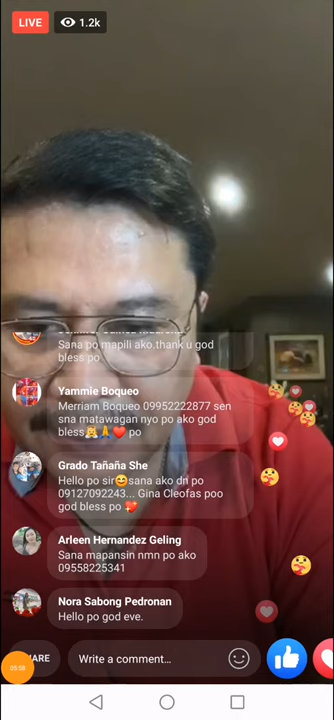 LIVE 1.2k
Sana po mapili ako.thank u god
bless po
Yammie Boqueo
Merriam Boqueo 09952222877 sen
sna matawagan nyo po ako god
bless😹🙏❤️ po
Grado Tañaña She
Hello po sir😊sana ako dri po
09127092243... Gina Cleofas poo
god bless po 💖
Arleen Hernandez Geling
Sana mapansin nmn po ako
09558225341
Nora Sabong Pedronan
Hello po god eve.
Write a comment...
05:58